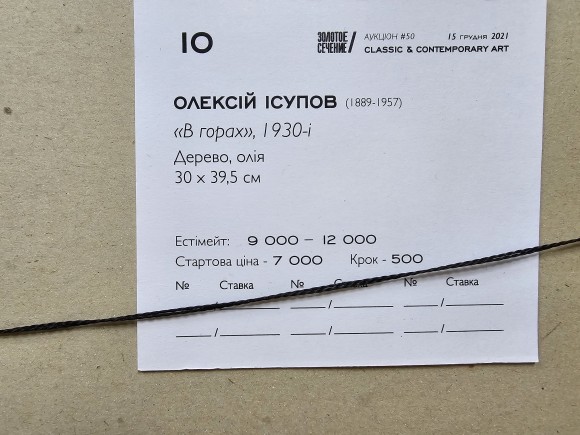 10
ЗОЛОТОЕ СЕЧЕНИЕ / АУКЦІОН #50 15 ГРУДНЯ 2021
CLASSIC & CONTEMPORARY ART
ОЛЕКСІЙ ІСУПОВ (1889-1957)
«В горах», 1930-і
Дерево, олія
30 х 39,5 см
Естімейт: 9 000 – 12 000
Стартова ціна - 7 000 Крок - 500
№ Ставка № Ставка № Ставка